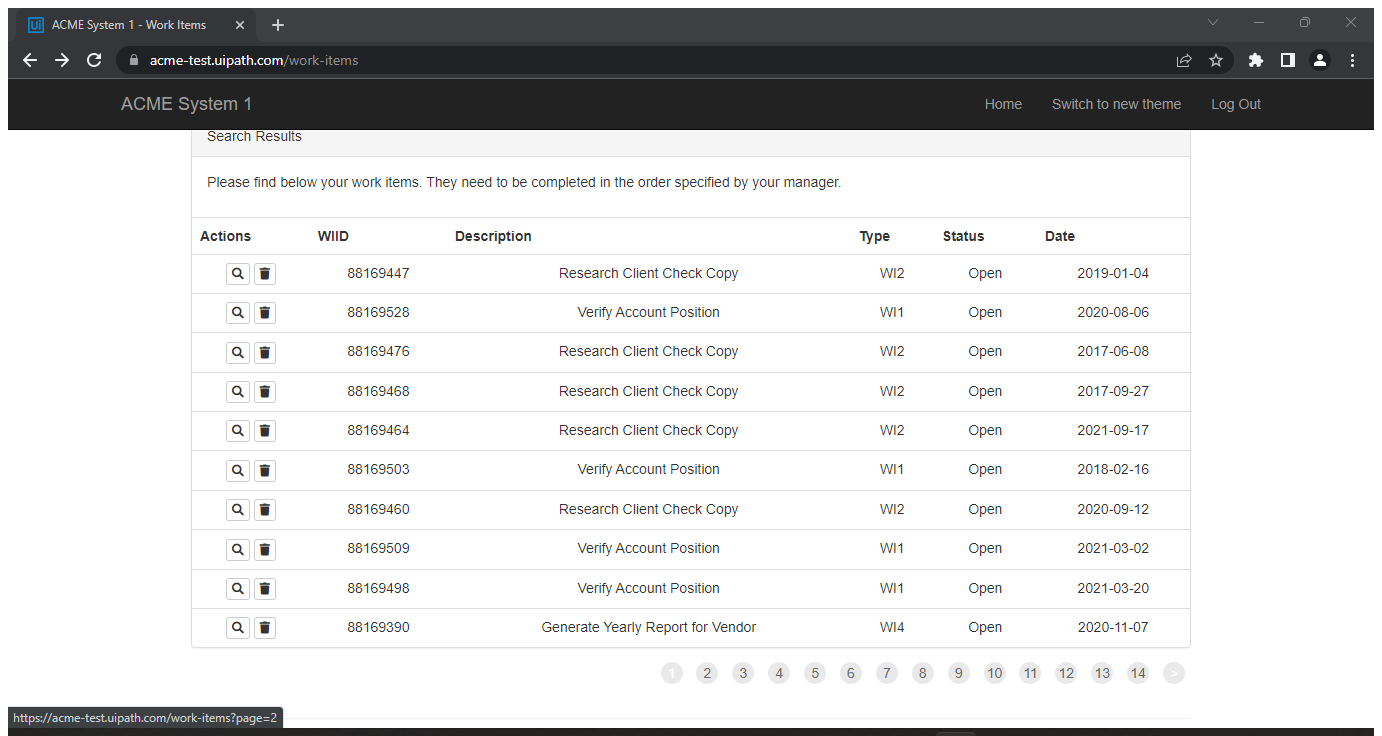 ACME System 1 - Work Items
acme-test.uipath.com/work-items
ACME System 1 Home Switch to new theme Log Out
Search Results
Please find below your work items. They need to be completed in the order specified by your manager.
Actions WIID Description Type Status Date
88169447 Research Client Check Copy WI2 Open 2019-01-04
88169528 Verify Account Position WI1 Open 2020-08-06
88169476 Research Client Check Copy WI2 Open 2017-06-08
88169468 Research Client Check Copy WI2 Open 2017-09-27
88169464 Research Client Check Copy WI2 Open 2021-09-17
88169503 Verify Account Position WI1 Open 2018-02-16
88169460 Research Client Check Copy WI2 Open 2020-09-12
88169509 Verify Account Position WI1 Open 2021-03-02
88169498 Verify Account Position WI1 Open 2021-03-20
88169390 Generate Yearly Report for Vendor WI4 Open 2020-11-07
1 2 3 4 5 6 7 8 9 10 11 12 13 14 >
https://acme-test.uipath.com/work-items?page=2